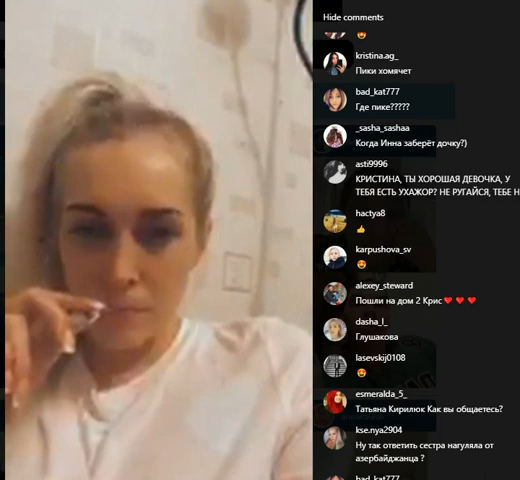 Hide comments
😍
kristina.ag_
Пики хомячет
bad_kat777
Где пике?????
_sasha_sashaa
Когда Инна заберёт дочку?)
asti9996
КРИСТИНА, ТЫ ХОРОШАЯ ДЕВОЧКА, У
ТЕБЯ ЕСТЬ УХАЖОР? НЕ РУГАЙСЯ, ТЕБЕ Н
hactya8
👍
karpushova_sv
😍
alexey_steward
Пошли на дом 2 Крис❤️ ❤️ ❤️
dasha_l_
Глушакова
lasevskij0108
😍
esmeralda_5_
Татьяна Кирилюк Как вы общаетесь?
kse.nya2904
Ну так ответить сестра нагуляла от
азербайджанца ?
bad_kat777